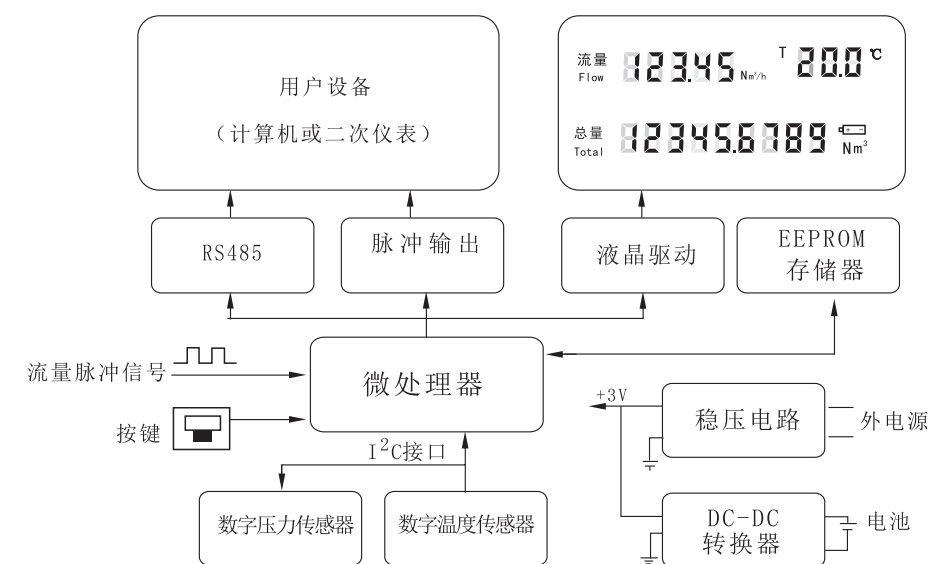 用户设备
（计算机或二次仪表）
流量 123.45 Nm³/h T 20.0 ℃
Flow
总量 12345.6789 Nm³
Total
RS485
脉冲输出
液晶驱动
EEPROM
存储器
流量脉冲信号
微处理器
按键
I²C接口
+3V
稳压电路
外电源
数字压力传感器
数字温度传感器
DC-DC
转换器
电池